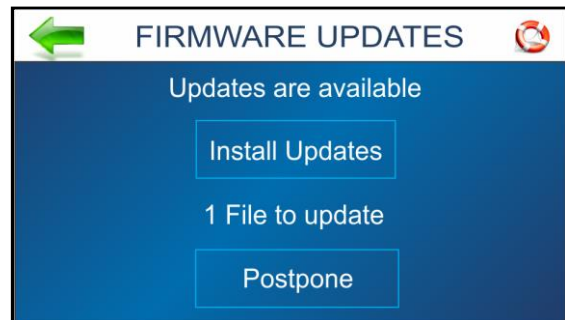 FIRMWARE UPDATES
Updates are available
Install Updates
1 File to update
Postpone